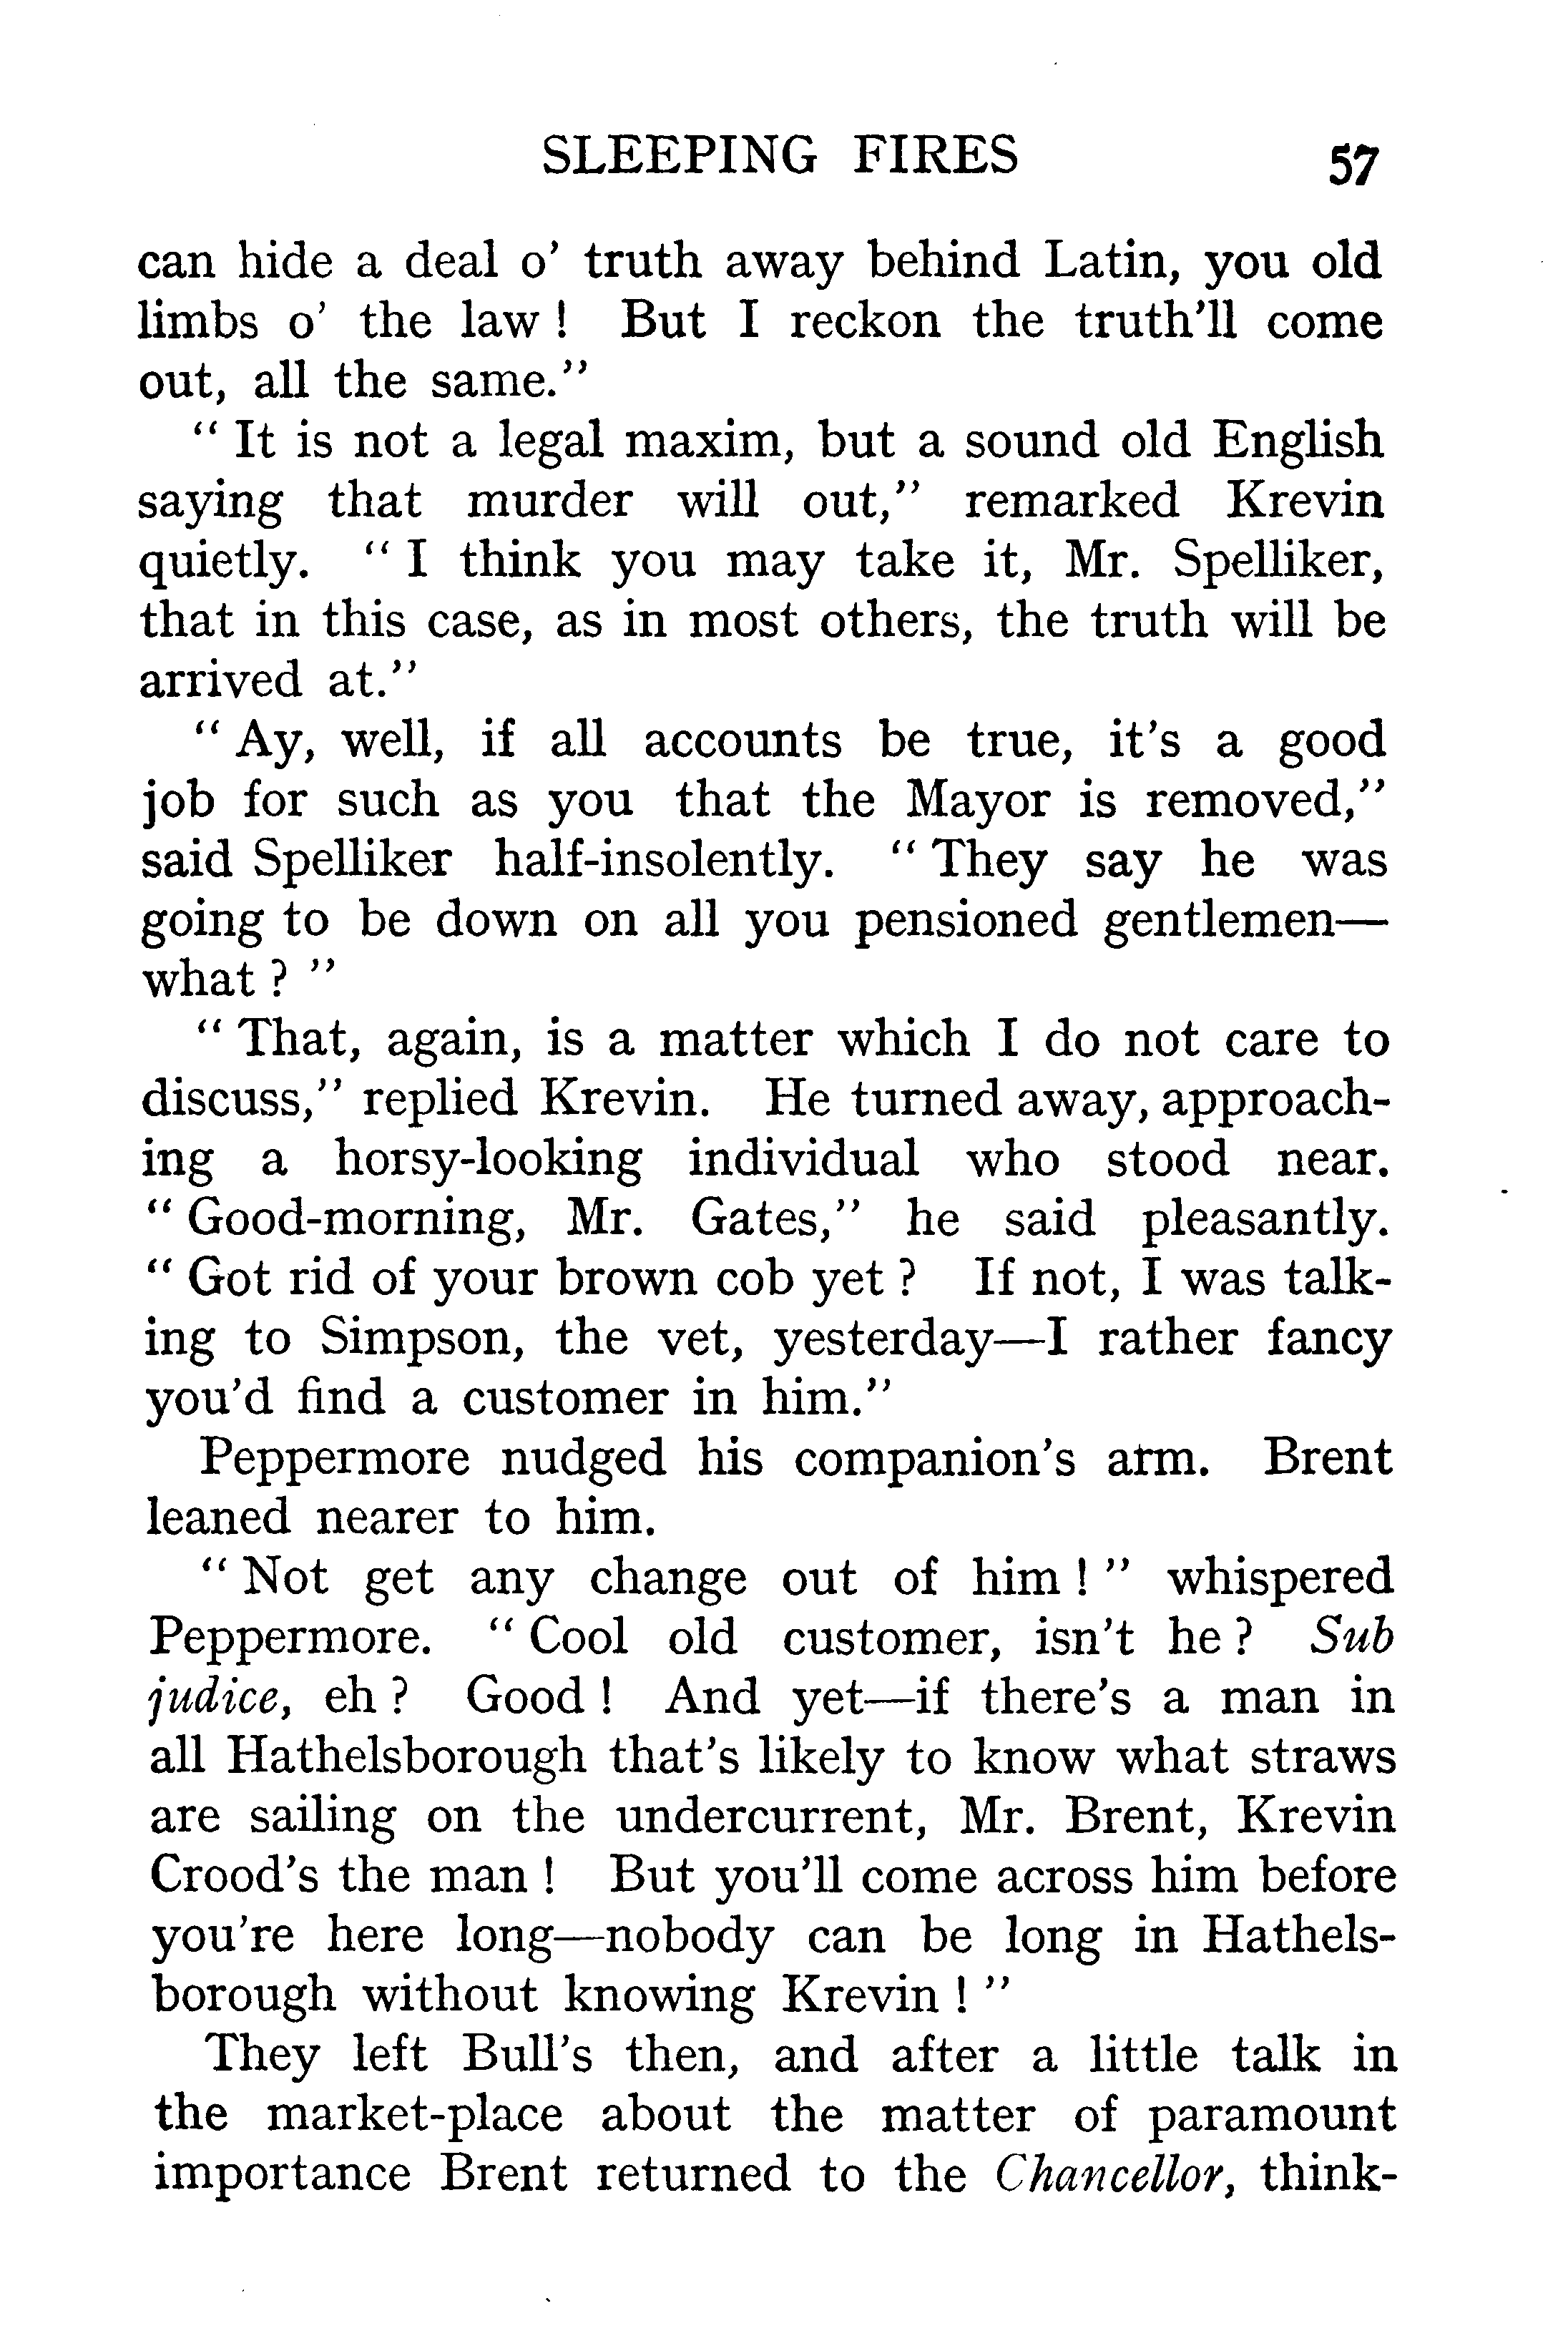 SLEEPING FIRES 57
can hide a deal o' truth away behind Latin, you old
limbs o' the law ! But I reckon the truth'll come
out, all the same.”
“ It is not a legal maxim, but a sound old English
saying that murder will out,” remarked Krevin
quietly. “ I think you may take it, Mr. Spelliker,
that in this case, as in most others, the truth will be
arrived at.”
“ Ay, well, if all accounts be true, it's a good
job for such as you that the Mayor is removed,”
said Spelliker half-insolently. “ They say he was
going to be down on all you pensioned gentlemen—
what ? ”
“ That, again, is a matter which I do not care to
discuss,” replied Krevin. He turned away, approach-
ing a horsy-looking individual who stood near.
“ Good-morning, Mr. Gates,” he said pleasantly.
“ Got rid of your brown cob yet ? If not, I was talk-
ing to Simpson, the vet, yesterday—I rather fancy
you'd find a customer in him.”
Peppermore nudged his companion's arm. Brent
leaned nearer to him.
“ Not get any change out of him ! ” whispered
Peppermore. “ Cool old customer, isn't he ? Sub
judice, eh ? Good ! And yet—if there's a man in
all Hathelsborough that's likely to know what straws
are sailing on the undercurrent, Mr. Brent, Krevin
Crood's the man ! But you'll come across him before
you're here long—nobody can be long in Hathels-
borough without knowing Krevin ! ”
They left Bull's then, and after a little talk in
the market-place about the matter of paramount
importance Brent returned to the Chancellor, think-